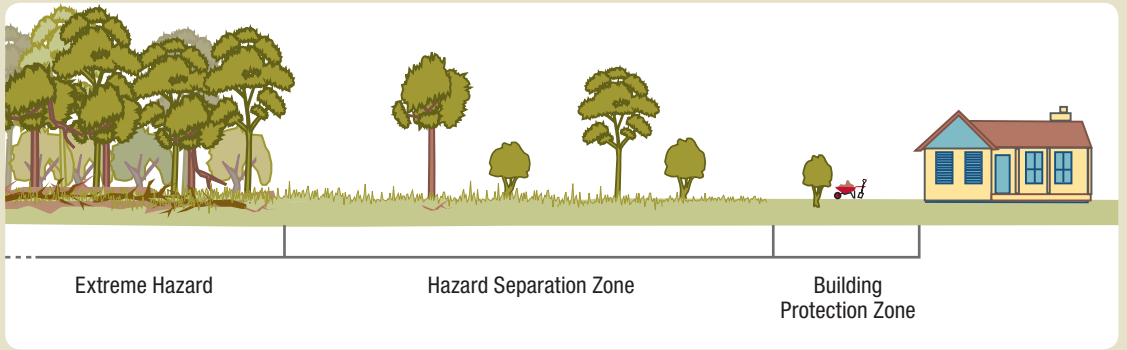 Extreme Hazard
Hazard Separation Zone
Building
Protection Zone